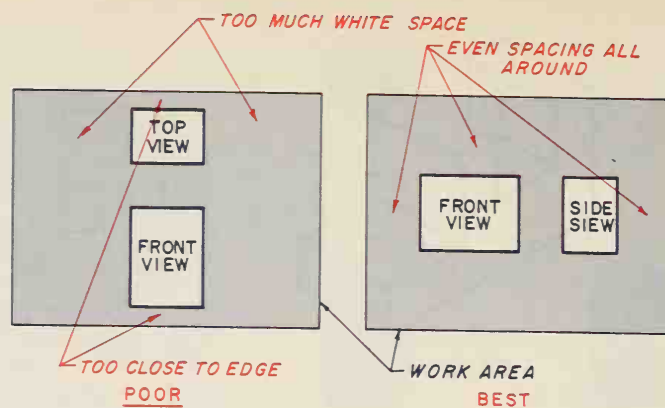 TOO MUCH WHITE SPACE
EVEN SPACING ALL
AROUND
TOP
VIEW
FRONT
VIEW
FRONT
VIEW
SIDE
SIEW
TOO CLOSE TO EDGE
POOR
WORK AREA
BEST